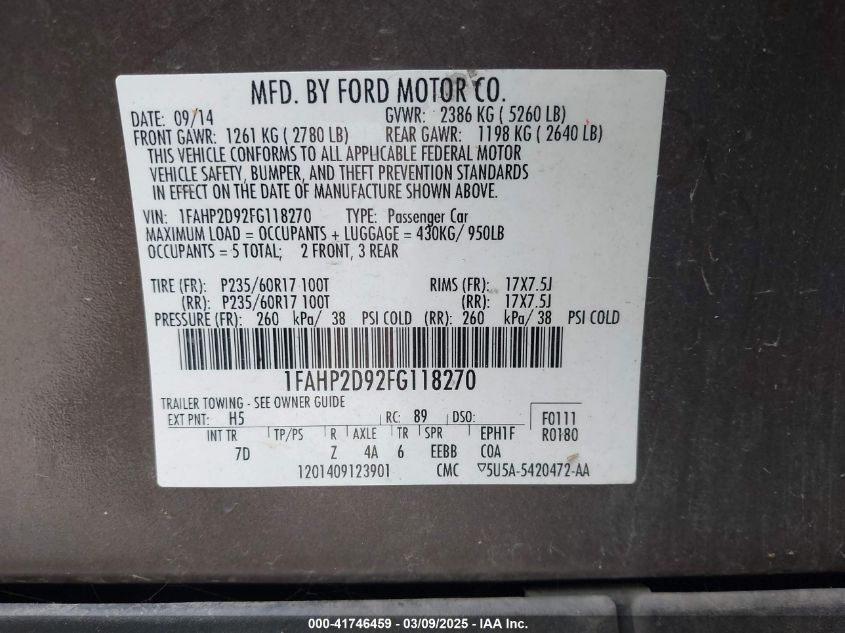 MFD. BY FORD MOTOR CO.
DATE: 09/14 GVWR: 2386 KG ( 5260 LB)
FRONT GAWR: 1261 KG ( 2780 LB) REAR GAWR: 1198 KG ( 2640 LB)
THIS VEHICLE CONFORMS TO ALL APPLICABLE FEDERAL MOTOR
VEHICLE SAFETY, BUMPER, AND THEFT PREVENTION STANDARDS
IN EFFECT ON THE DATE OF MANUFACTURE SHOWN ABOVE.
VIN: 1FAHP2D92FG118270 TYPE: Passenger Car
MAXIMUM LOAD = OCCUPANTS + LUGGAGE = 430KG/ 950LB
OCCUPANTS = 5 TOTAL; 2 FRONT, 3 REAR
TIRE (FR): P235/60R17 100T RIMS (FR): 17X7.5J
(RR): P235/60R17 100T (RR): 17X7.5J
PRESSURE (FR): 260 kPa/ 38 PSI COLD (RR): 260 kPa/ 38 PSI COLD
1FAHP2D92FG118270
TRAILER TOWING - SEE OWNER GUIDE
EXT PNT: H5 RC: 89 DSO: F0111
INT TR TP/PS R AXLE TR SPR EPH1F R0180
7D Z 4A 6 EEBB COA
1201409123901 CMC ▽5U5A-5420472-AA
000-41746459 - 03/09/2025 - IAA Inc.